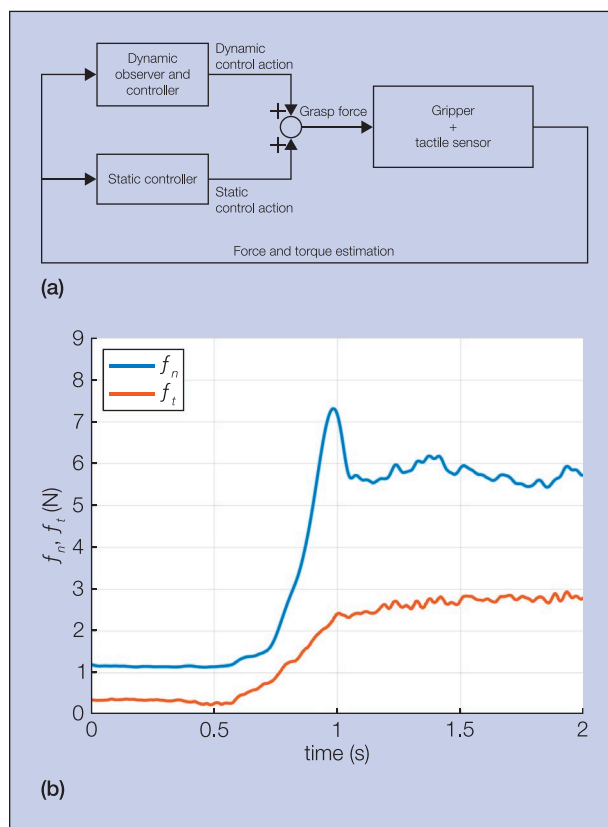 Dynamic
observer and
controller
Dynamic
control action
+
+
Grasp force
Gripper
+
tactile sensor
Static controller
Static
control action
Force and torque estimation
(a)
9
8
7
6
5
4
3
2
1
0
f_n
f_t
f_n, f_t (N)
0 0.5 1 1.5 2
time (s)
(b)